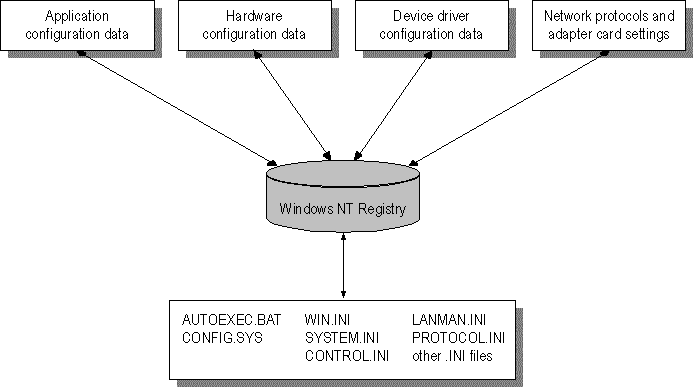 Application
configuration data
Hardware
configuration data
Device driver
configuration data
Network protocols and
adapter card settings
Windows NT Registry
AUTOEXEC.BAT
CONFIG.SYS
WIN.INI
SYSTEM.INI
CONTROL.INI
LANMAN.INI
PROTOCOL.INI
other .INI files